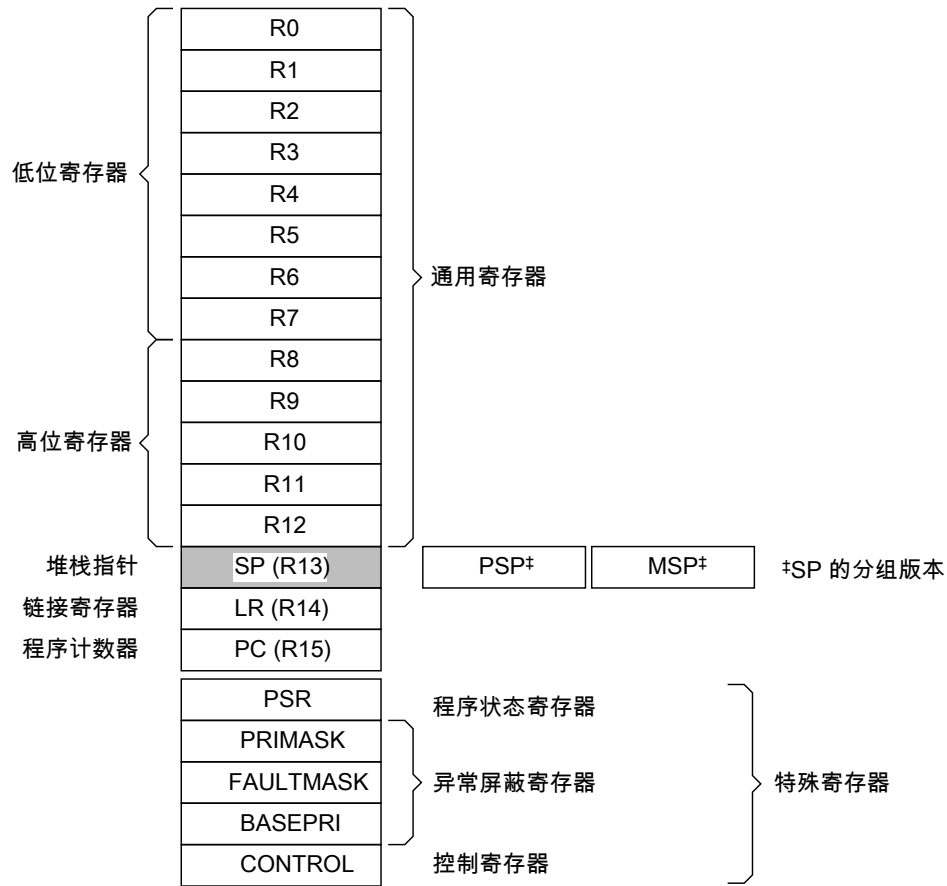 R0
R1
R2
R3
低位寄存器
R4
R5
R6
通用寄存器
R7
R8
R9
高位寄存器
R10
R11
R12
堆栈指针 SP (R13) PSP‡ MSP‡ ‡SP 的分组版本
链接寄存器 LR (R14)
程序计数器 PC (R15)
PSR 程序状态寄存器
PRIMASK
FAULTMASK 异常屏蔽寄存器 特殊寄存器
BASEPRI
CONTROL 控制寄存器